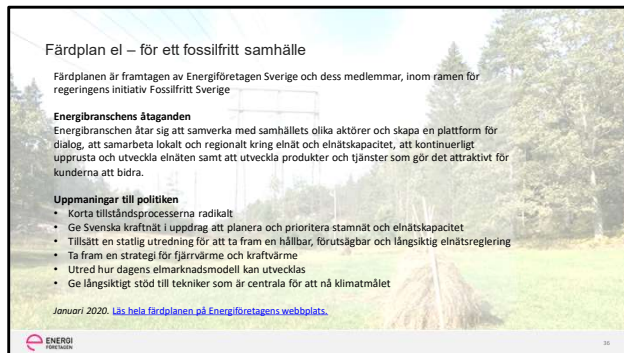 Färdplan el – för ett fossilfritt samhälle
Färdplanen är framtagen av Energiföretagen Sverige och dess medlemmar, inom ramen för
regeringens initiativ Fossilfritt Sverige
Energibranschens åtaganden
Energibranschen åtar sig att samverka med samhällets olika aktörer och skapa en plattform för
dialog, att samarbeta lokalt och regionalt kring elnät och elnätskapacitet, att kontinuerligt
upprusta och utveckla elnäten samt att utveckla produkter och tjänster som gör det attraktivt för
kunderna att bidra.
Uppmaningar till politiken
• Korta tillståndsprocesserna radikalt
• Ge Svenska kraftnät i uppdrag att planera och prioritera stamnät och elnätskapacitet
• Tillsätt en statlig utredning för att ta fram en hållbar, förutsägbar och långsiktig elnätsreglering
• Ta fram en strategi för fjärrvärme och kraftvärme
• Utred hur dagens elmarknadsmodell kan utvecklas
• Ge långsiktigt stöd till tekniker som är centrala för att nå klimatmålet
Januari 2020. Läs hela färdplanen på Energiföretagens webbplats.
ENERGI
FÖRETAGEN
36